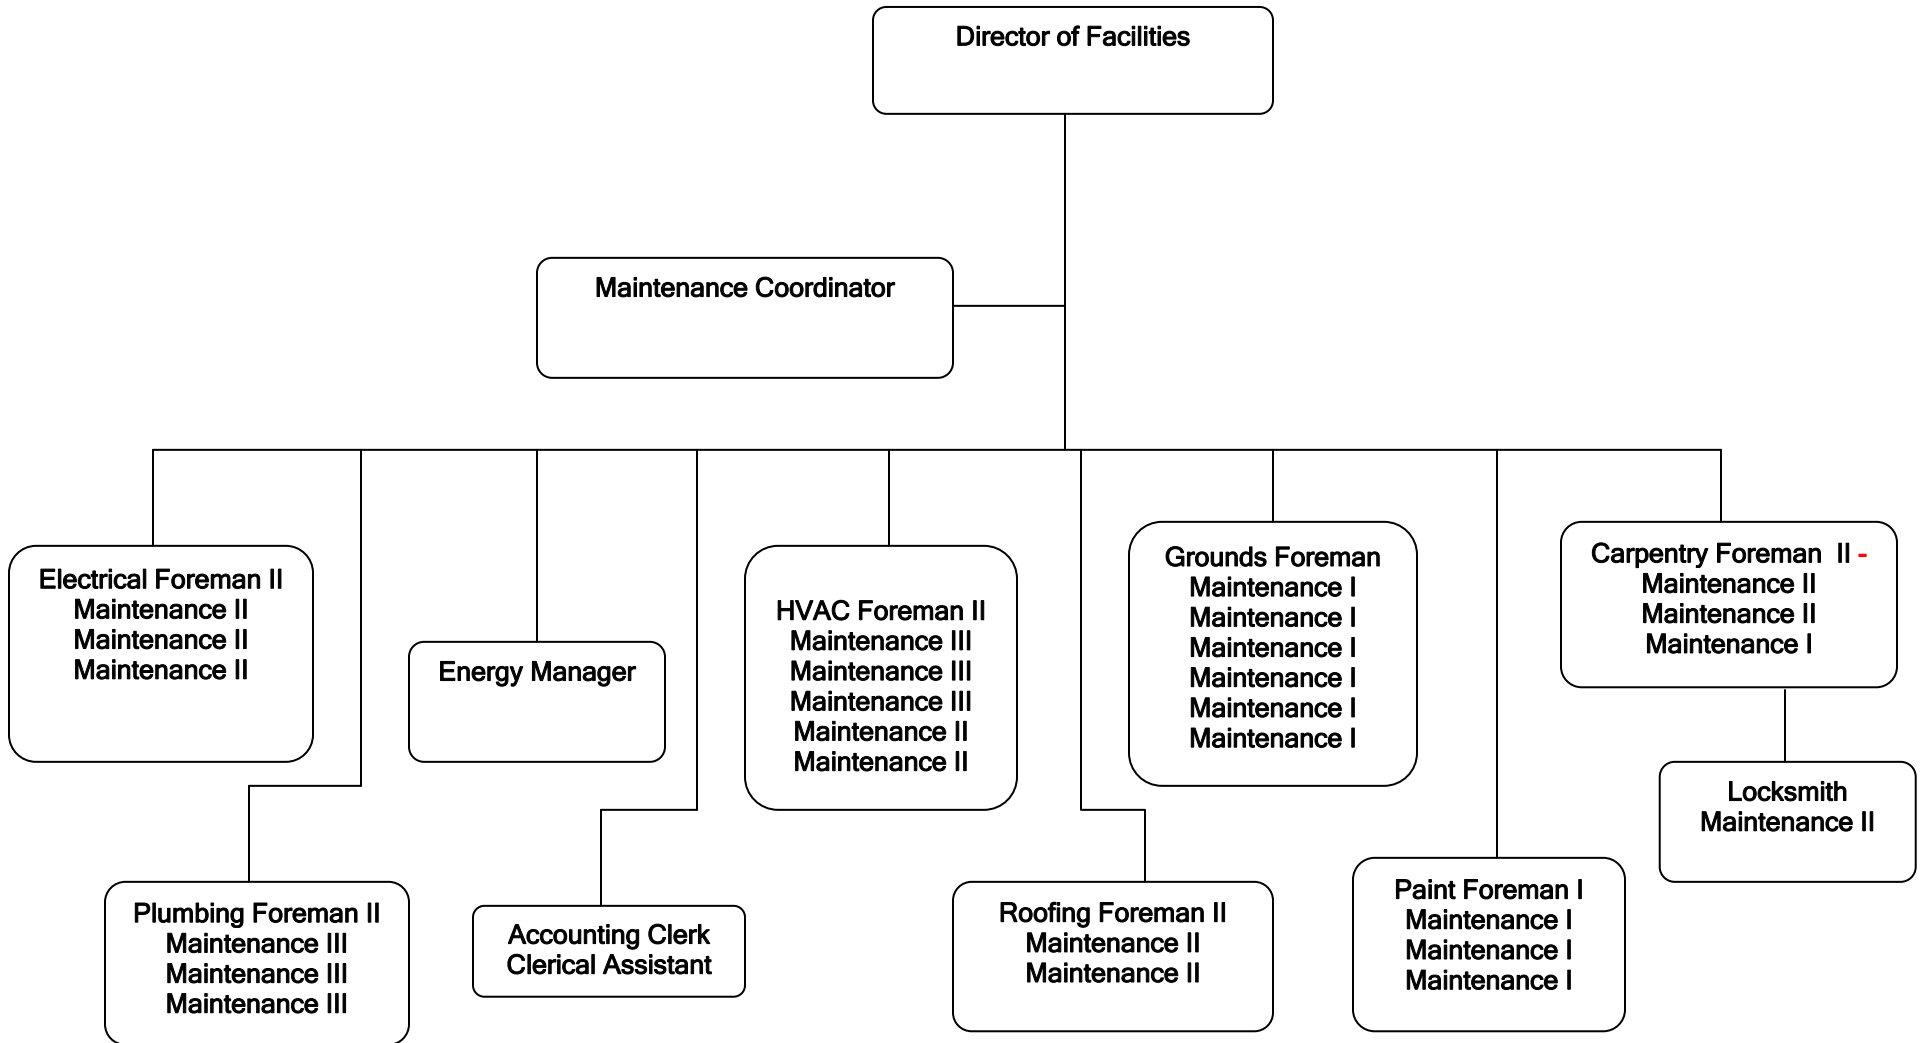 Director of Facilities
Maintenance Coordinator
Electrical Foreman II
Maintenance II
Maintenance II
Maintenance II
Plumbing Foreman II
Maintenance III
Maintenance III
Maintenance III
Energy Manager
Accounting Clerk
Clerical Assistant
HVAC Foreman II
Maintenance III
Maintenance III
Maintenance III
Maintenance II
Maintenance II
Roofing Foreman II
Maintenance II
Maintenance II
Grounds Foreman
Maintenance I
Maintenance I
Maintenance I
Maintenance I
Maintenance I
Maintenance I
Paint Foreman I
Maintenance I
Maintenance I
Maintenance I
Carpentry Foreman  II -
Maintenance II
Maintenance II
Maintenance I
Locksmith
Maintenance II